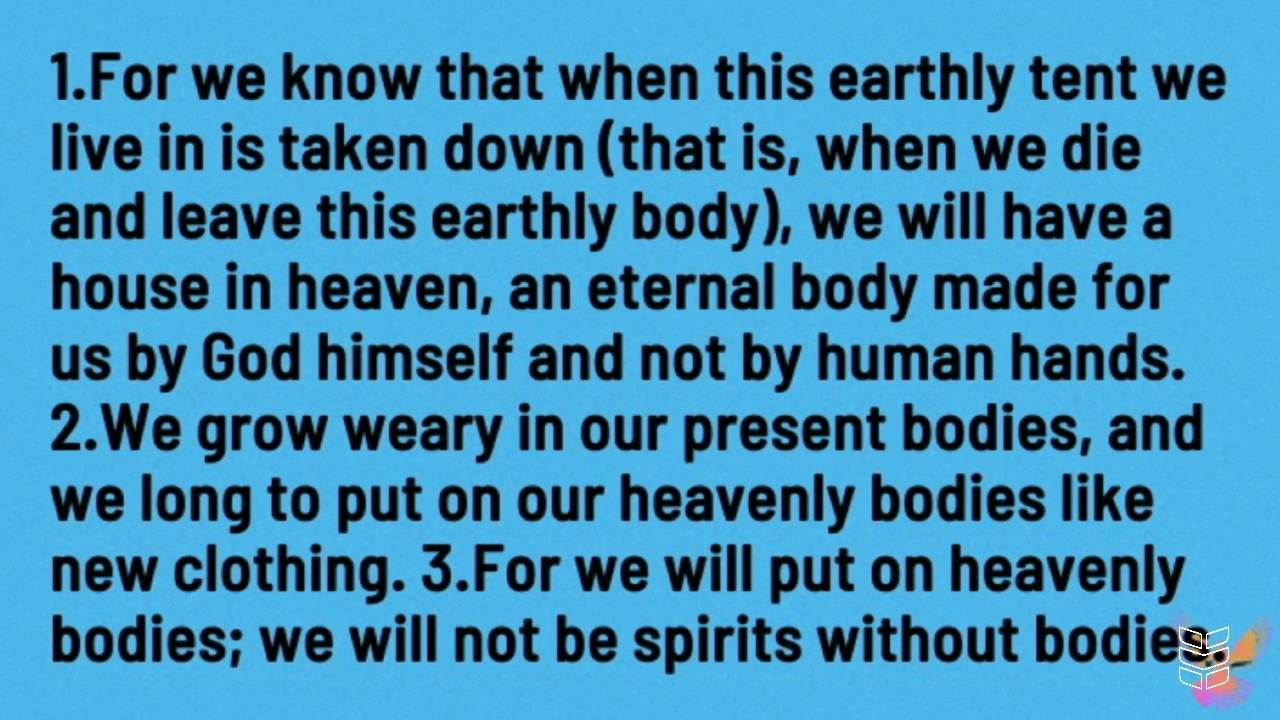 1.For we know that when this earthly tent we
live in is taken down (that is, when we die
and leave this earthly body), we will have a
house in heaven, an eternal body made for
us by God himself and not by human hands.
2.We grow weary in our present bodies, and
we long to put on our heavenly bodies like
new clothing. 3.For we will put on heavenly
bodies; we will not be spirits without bodies